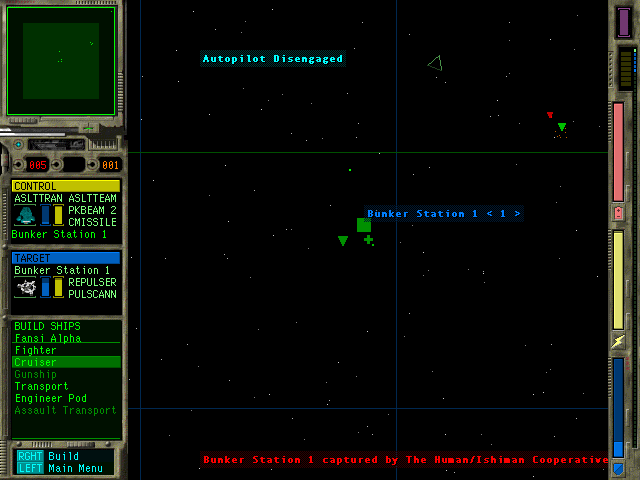 Autopilot Disengaged
005
001
CONTROL
ASLTTRAN ASLTTEAM
PKBEAM 2
CMISSILE
Bunker Station 1
Bunker Station 1 < 1 >
TARGET
Bunker Station 1
REPULSER
PULSCANN
BUILD SHIPS
Fansi Alpha
Fighter
Cruiser
Gunship
Transport
Engineer Pod
Assault Transport
RGHT Build
LEFT Main Menu
Bunker Station 1 captured by The Human/Ishiman Cooperative